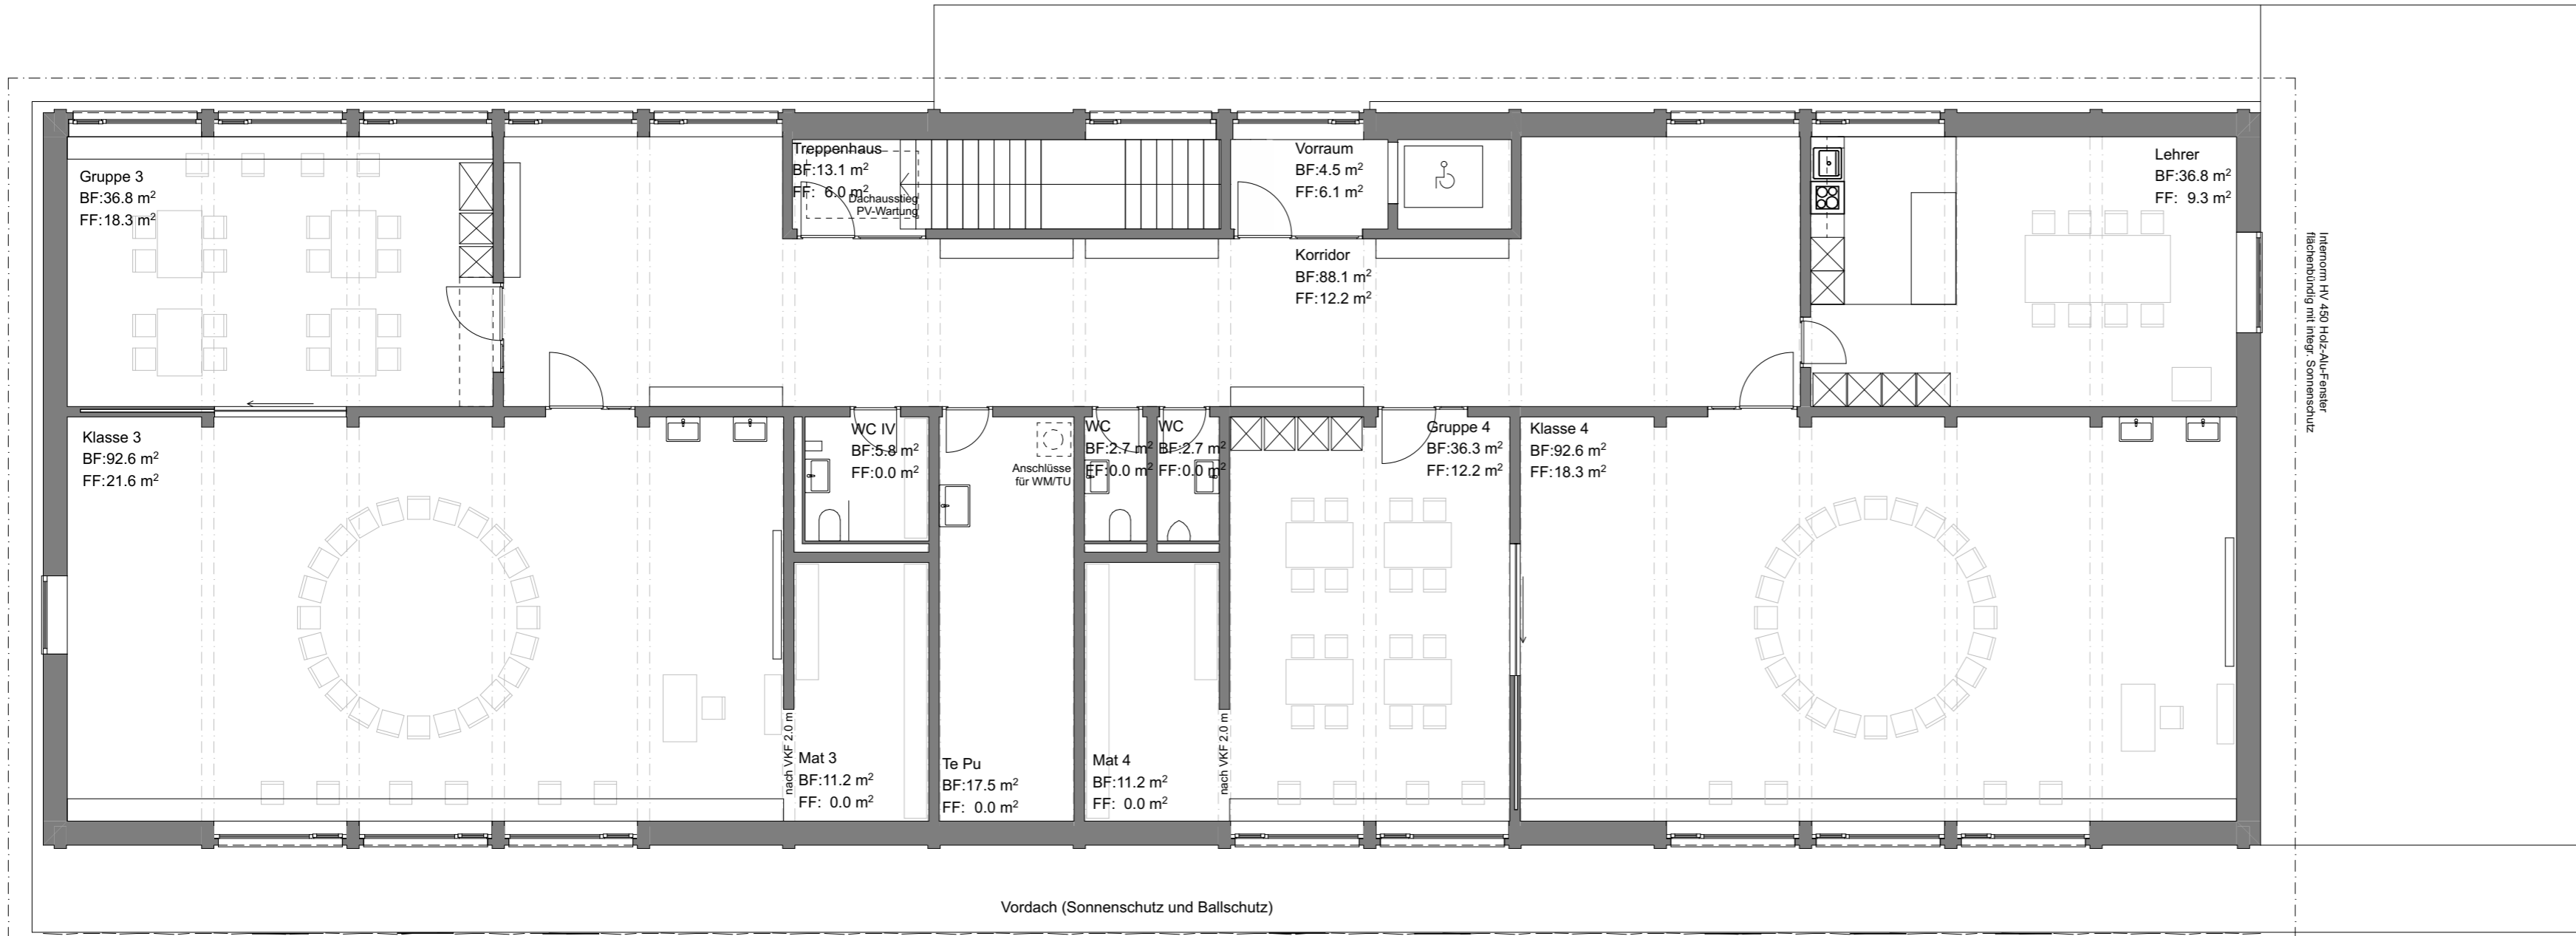 Treppenhaus
BF:13.1 m²
FF: 6.0 m²
Dachausstieg
PV-Wartung
Vorraum
BF:4.5 m²
FF:6.1 m²
Lehrer
BF:36.8 m²
FF: 9.3 m²
Gruppe 3
BF:36.8 m²
FF:18.3 m²
Korridor
BF:88.1 m²
FF:12.2 m²
Internorm HV 450 Holz-Alu-Fenster
flächenbündig mit integr. Sonnenschutz
Klasse 3
BF:92.6 m²
FF:21.6 m²
WC IV
BF:5.8 m²
FF:0.0 m²
Anschlüsse
für WM/TU
WC
BF:2.7 m²
FF:0.0 m²
WC
BF:2.7 m²
FF:0.0 m²
Gruppe 4
BF:36.3 m²
FF:12.2 m²
Klasse 4
BF:92.6 m²
FF:18.3 m²
nach VKF 2.0 m
Mat 3
BF:11.2 m²
FF: 0.0 m²
Te Pu
BF:17.5 m²
FF: 0.0 m²
Mat 4
BF:11.2 m²
FF: 0.0 m²
nach VKF 2.0 m
Vordach (Sonnenschutz und Ballschutz)